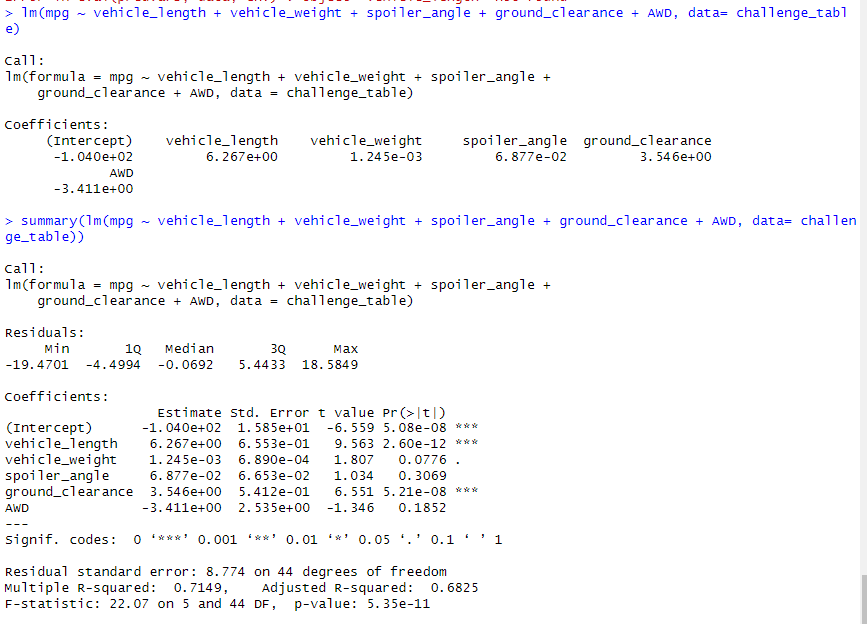 > lm(mpg ~ vehicle_length + vehicle_weight + spoiler_angle + ground_clearance + AWD, data= challenge_tabl
e)
Call:
lm(formula = mpg ~ vehicle_length + vehicle_weight + spoiler_angle +
    ground_clearance + AWD, data = challenge_table)
Coefficients:
     (Intercept)    vehicle_length    vehicle_weight     spoiler_angle  ground_clearance
      -1.040e+02         6.267e+00         1.245e-03         6.877e-02         3.546e+00
             AWD
      -3.411e+00
> summary(lm(mpg ~ vehicle_length + vehicle_weight + spoiler_angle + ground_clearance + AWD, data= challen
ge_table))
Call:
lm(formula = mpg ~ vehicle_length + vehicle_weight + spoiler_angle +
    ground_clearance + AWD, data = challenge_table)
Residuals:
     Min       1Q   Median       3Q      Max
-19.4701  -4.4994  -0.0692   5.4433  18.5849
Coefficients:
                   Estimate Std. Error t value Pr(>|t|)
(Intercept)      -1.040e+02  1.585e+01  -6.559 5.08e-08 ***
vehicle_length    6.267e+00  6.553e-01   9.563 2.60e-12 ***
vehicle_weight    1.245e-03  6.890e-04   1.807   0.0776 .
spoiler_angle     6.877e-02  6.653e-02   1.034   0.3069
ground_clearance  3.546e+00  5.412e-01   6.551 5.21e-08 ***
AWD              -3.411e+00  2.535e+00  -1.346   0.1852
---
Signif. codes:  0 ‘***’ 0.001 ‘**’ 0.01 ‘*’ 0.05 ‘.’ 0.1 ‘ ’ 1
Residual standard error: 8.774 on 44 degrees of freedom
Multiple R-squared:  0.7149,    Adjusted R-squared:  0.6825
F-statistic: 22.07 on 5 and 44 DF,  p-value: 5.35e-11